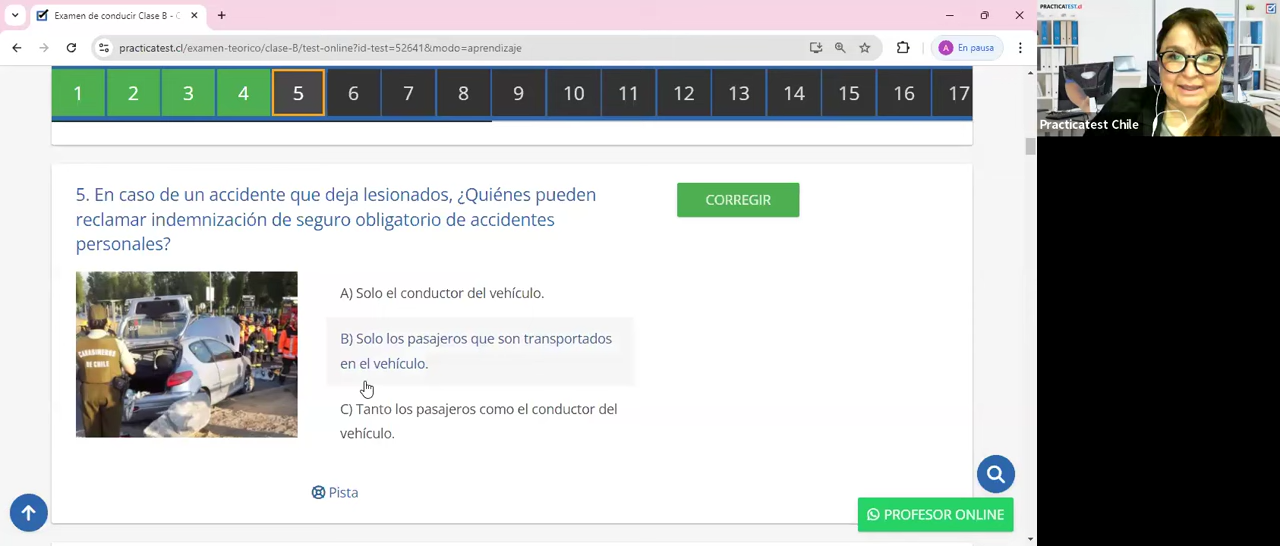 Examen de conducir Clase B - C
practicatest.cl/examen-teorico/clase-B/test-online?id-test=52641&modo=aprendizaje
A
En pausa
PRACTICATEST.cl
Practicatest Chile
1 2 3 4 5 6 7 8 9 10 11 12 13 14 15 16 17
5. En caso de un accidente que deja lesionados, ¿Quiénes pueden
reclamar indemnización de seguro obligatorio de accidentes
personales?
CORREGIR
CARABINEROS
DE CHILE
A) Solo el conductor del vehículo.
B) Solo los pasajeros que son transportados
en el vehículo.
C) Tanto los pasajeros como el conductor del
vehículo.
Pista
PROFESOR ONLINE